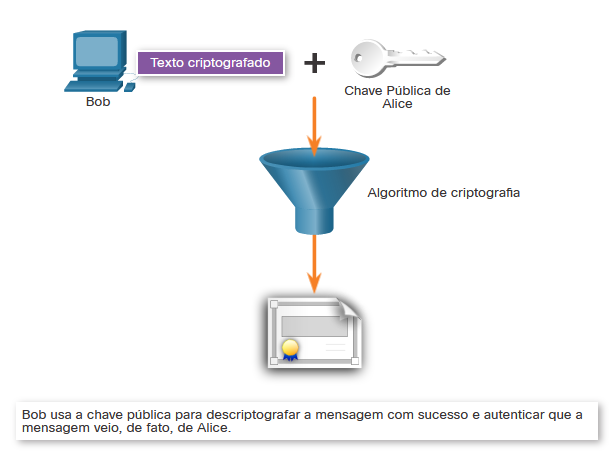 Texto criptografado
Bob
Chave Pública de
Alice
Algoritmo de criptografia
Bob usa a chave pública para descriptografar a mensagem com sucesso e autenticar que a
mensagem veio, de fato, de Alice.